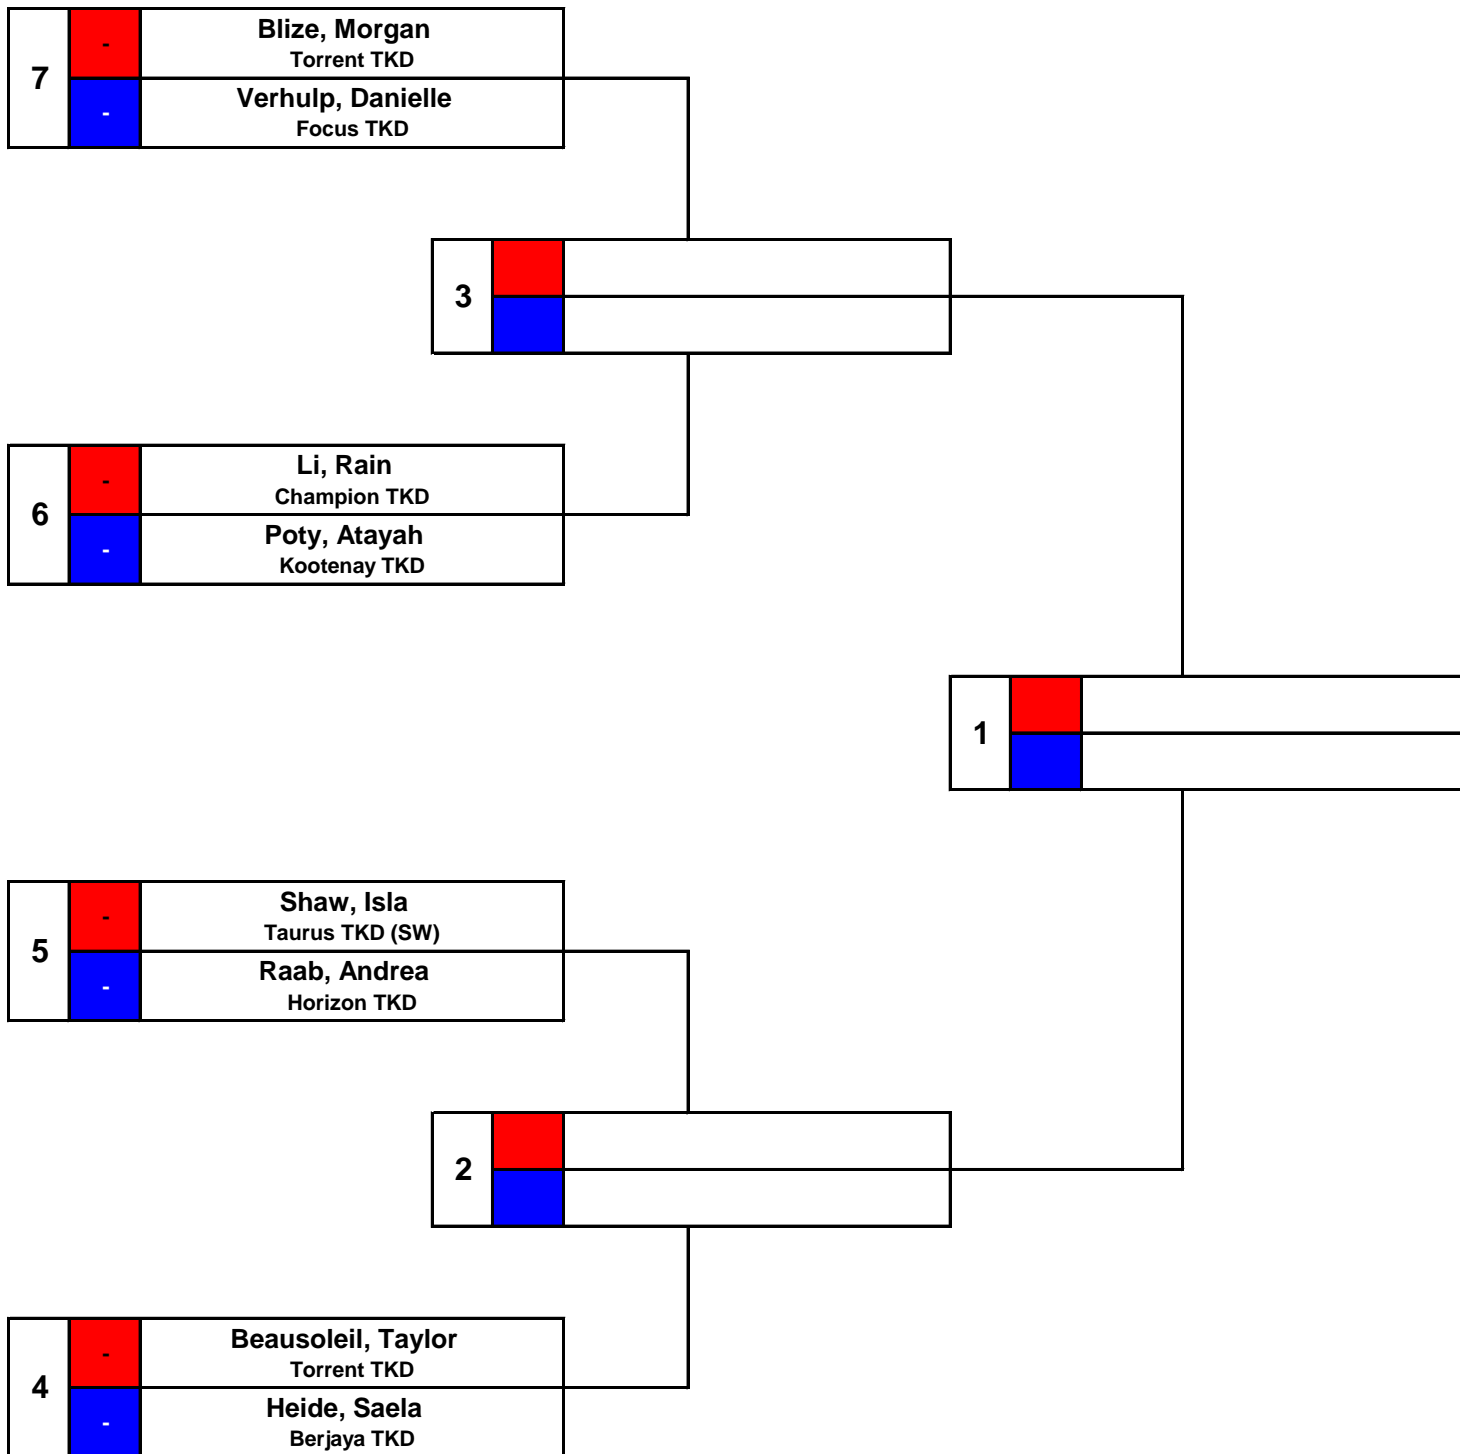 Blize, Morgan
-
Torrent TKD
7
Verhulp, Danielle
-
Focus TKD
3
Li, Rain
-
Champion TKD
6
Poty, Atayah
-
Kootenay TKD
1
Shaw, Isla
-
Taurus TKD (SW)
5
Raab, Andrea
-
Horizon TKD
2
Beausoleil, Taylor
-
Torrent TKD
4
Heide, Saela
-
Berjaya TKD